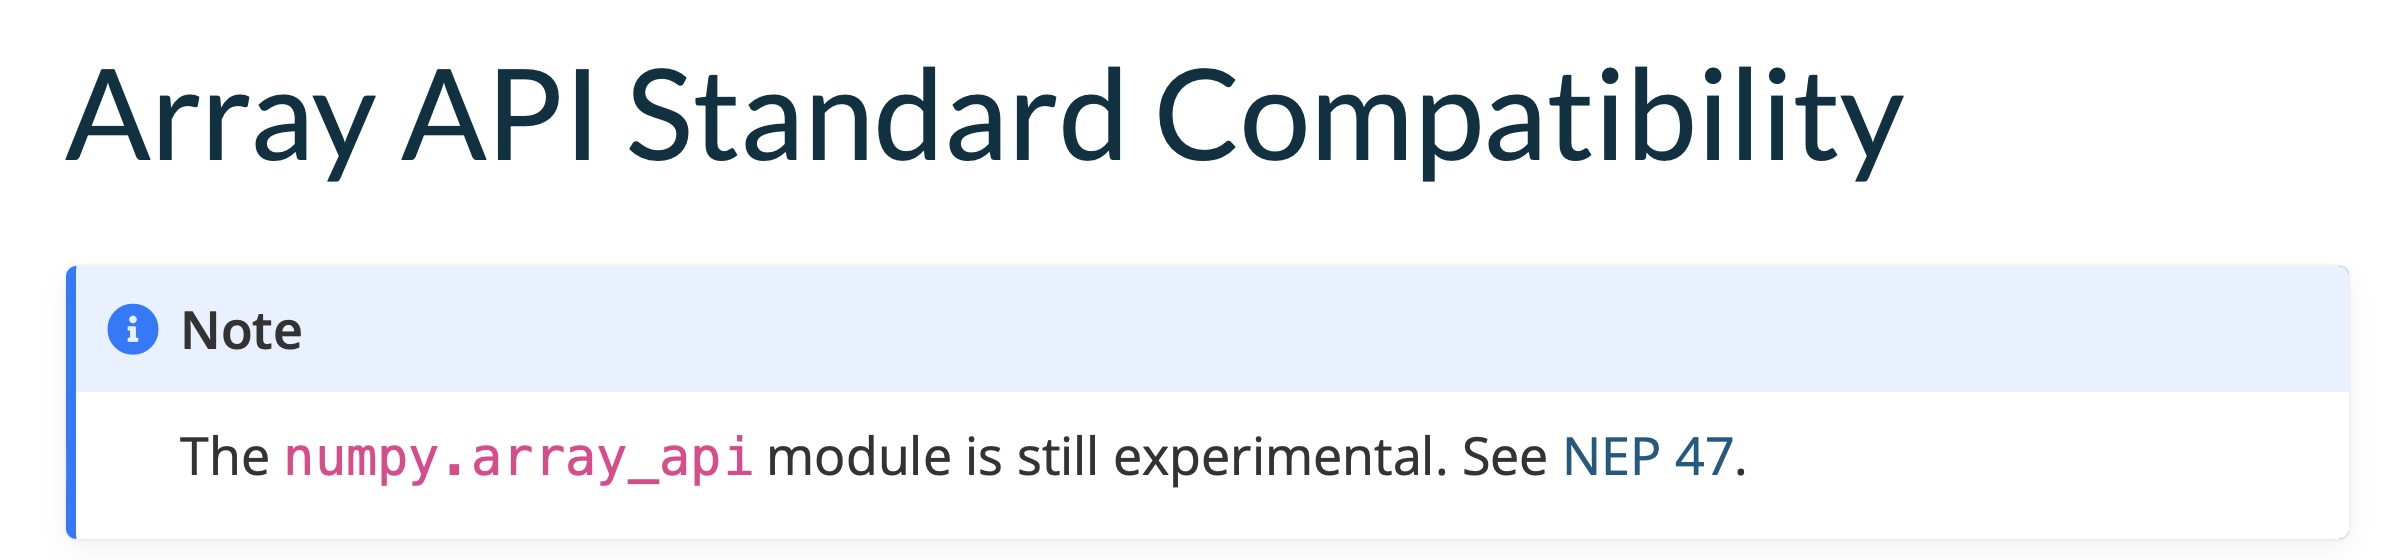 Array API Standard Compatibility
Note
The numpy.array_api module is still experimental. See NEP 47.